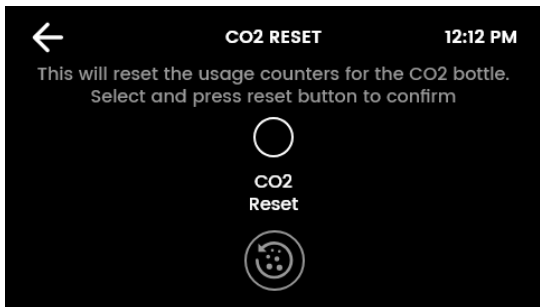 CO2 RESET 12:12 PM
This will reset the usage counters for the CO2 bottle.
Select and press reset button to confirm
CO2
Reset